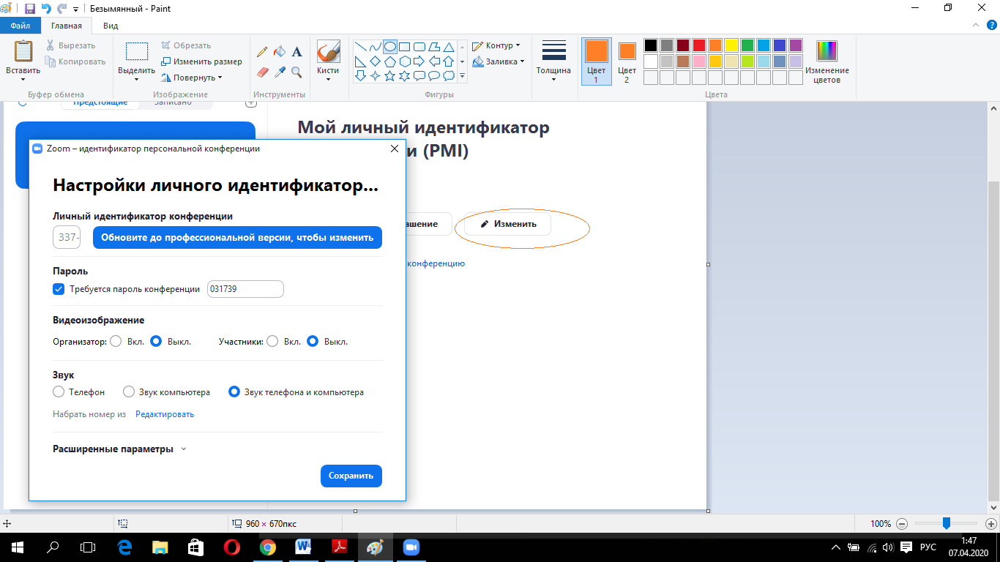 Безымянный - Paint
Файл
Главная
Вид
Вставить
Вырезать
Копировать
Буфер обмена
Выделить
Обрезать
Изменить размер
Повернуть
Изображение
A
Инструменты
Кисти
Контур
Заливка
Фигуры
Толщина
Цвет
1
Цвет
2
Изменение
цветов
Цвета
Предстоящие
Записано
Мой личный идентификатор
и (PMI)
Изменить
конференцию
Zoom – идентификатор персональной конференции
Настройки личного идентификатор...
Личный идентификатор конференции
337-
Обновите до профессиональной версии, чтобы изменить
Пароль
Требуется пароль конференции
031739
Видеоизображение
Организатор: Вкл. Выкл. Участники: Вкл. Выкл.
Звук
Телефон Звук компьютера Звук телефона и компьютера
Набрать номер из Редактировать
Расширенные параметры
Сохранить
960 × 670пкс
100%
РУС
1:47
07.04.2020